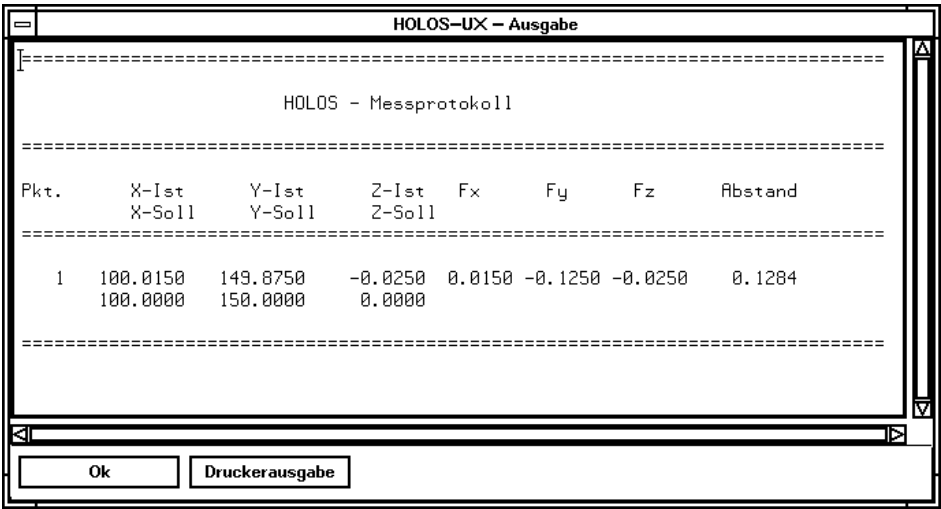 HOLOS-UX - Ausgabe
===========================================================================
HOLOS - Messprotokoll
===========================================================================
Pkt. X-Ist Y-Ist Z-Ist Fx Fy Fz Abstand
X-Soll Y-Soll Z-Soll
===========================================================================
1 100.0150 149.8750 -0.0250 0.0150 -0.1250 -0.0250 0.1284
100.0000 150.0000 0.0000
===========================================================================
Ok Druckerausgabe